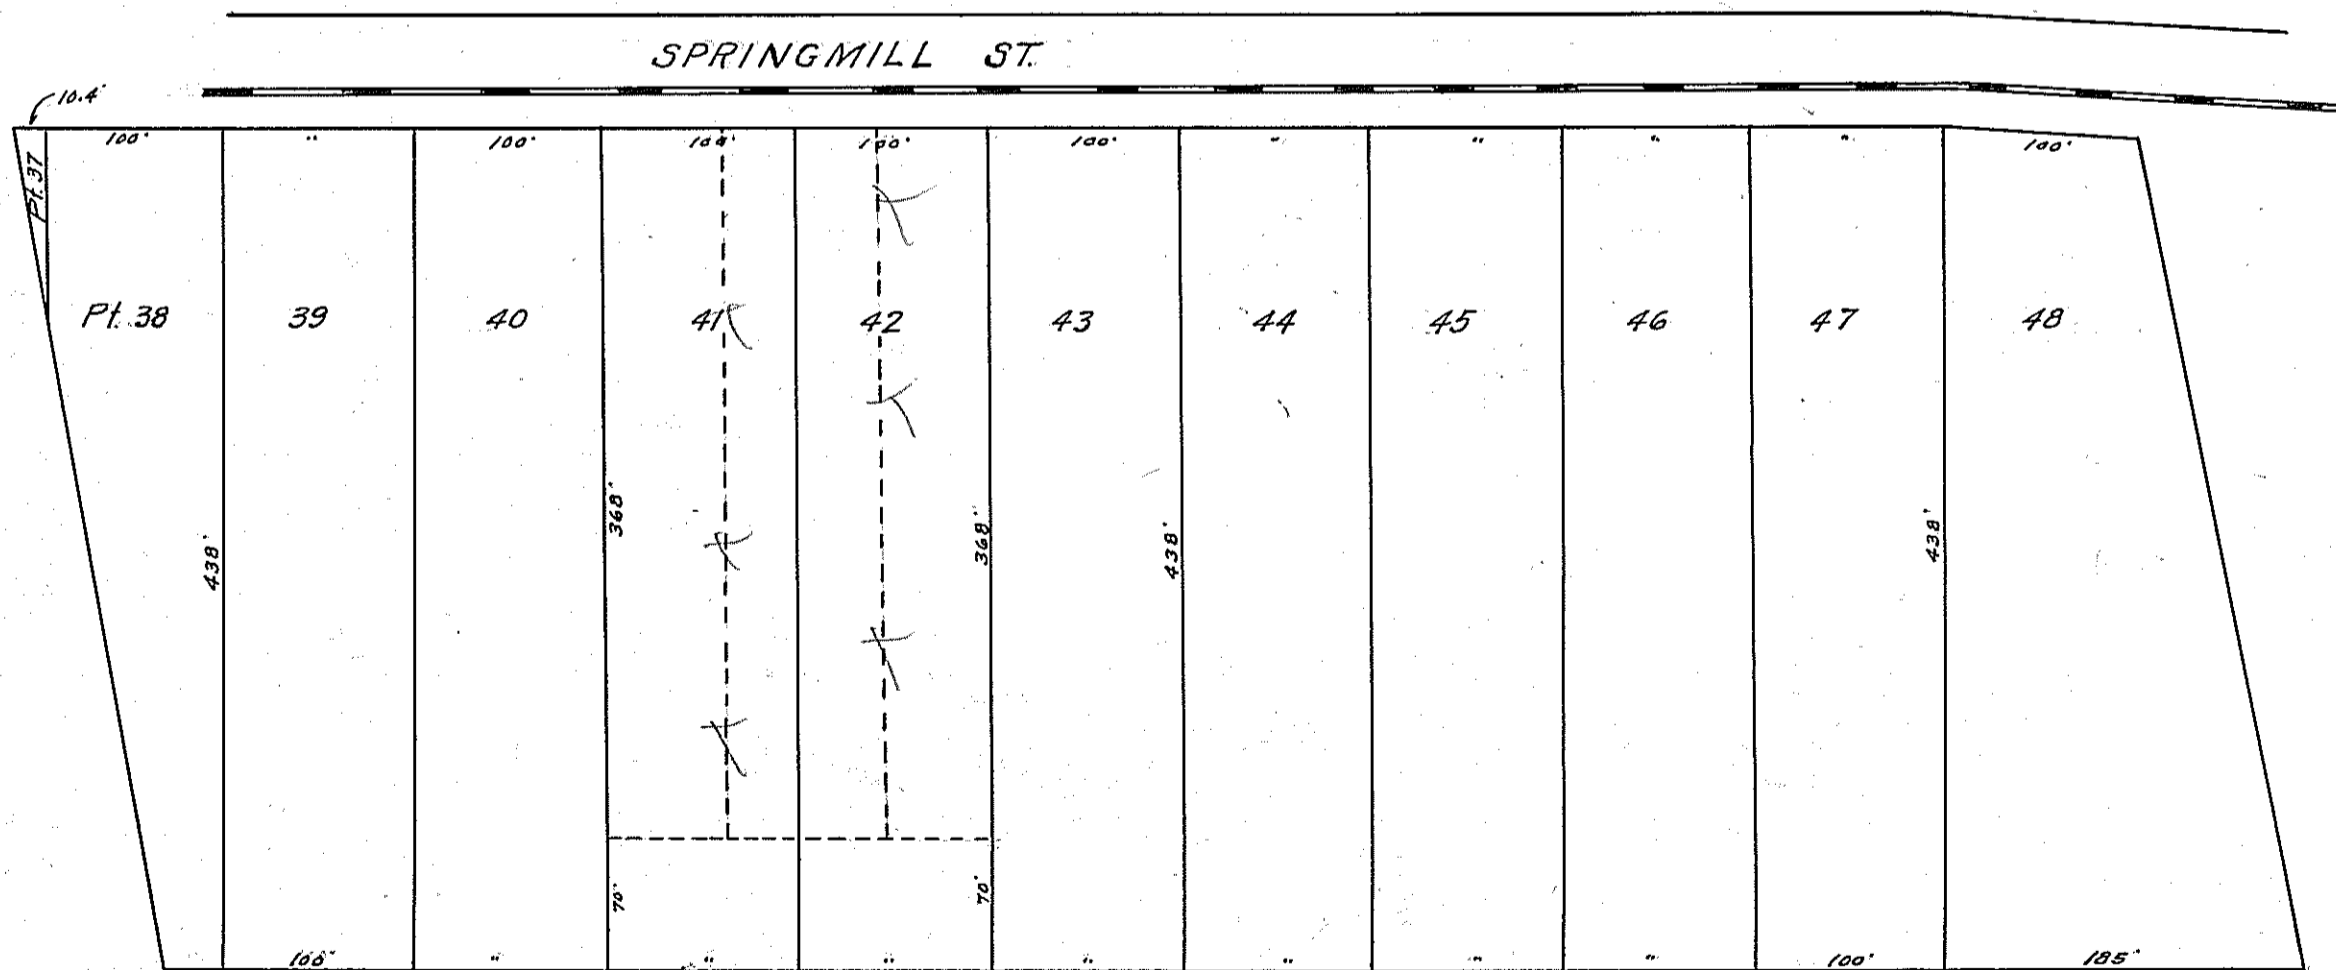 SPRINGMILL ST.
10.4'
100' " 100' 100' 100' 100' " " " " 100'
Pt. 37
Pt. 38 39 40 41 42 43 44 45 46 47 48
438' 368' 368' 438' 438'
70' 70'
100' " " " " " " 100' 185'